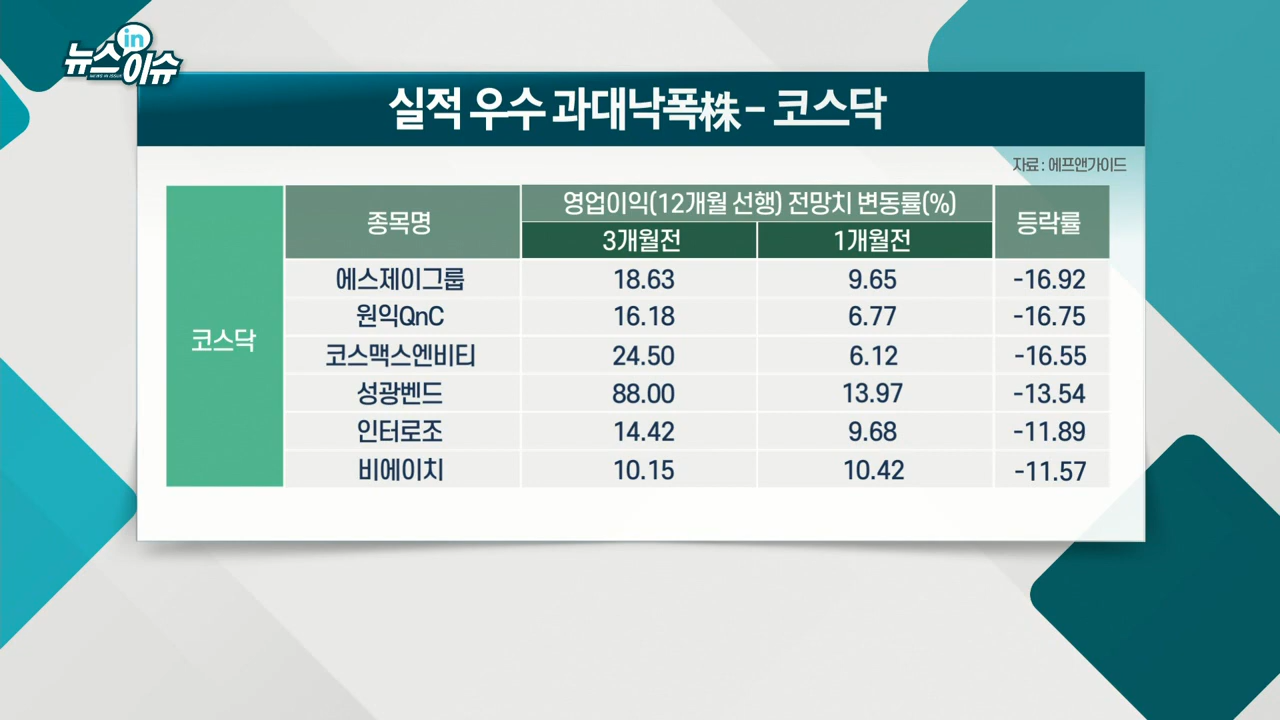 뉴스in이슈
NEWS IN ISSUE
실적 우수 과대낙폭株 - 코스닥
자료 : 에프앤가이드
종목명 영업이익(12개월 선행) 전망치 변동률(%) 등락률
3개월전 1개월전
코스닥
에스제이그룹 18.63 9.65 -16.92
원익QnC 16.18 6.77 -16.75
코스맥스엔비티 24.50 6.12 -16.55
성광벤드 88.00 13.97 -13.54
인터로조 14.42 9.68 -11.89
비에이치 10.15 10.42 -11.57